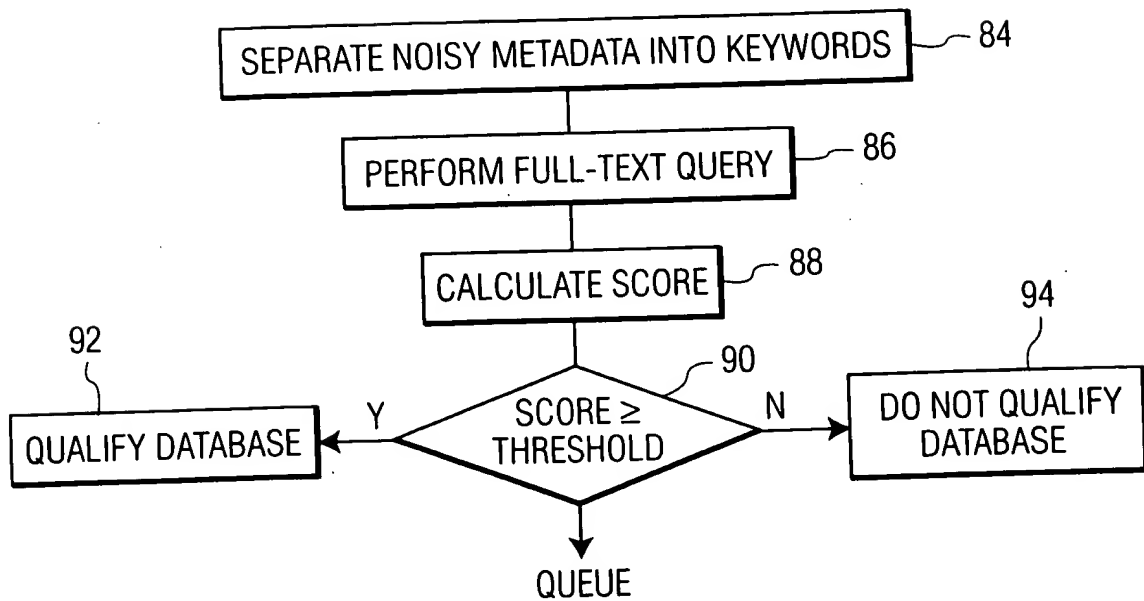 SEPARATE NOISY METADATA INTO KEYWORDS
84
PERFORM FULL-TEXT QUERY
86
CALCULATE SCORE
88
94
92
90
SCORE ≥
THRESHOLD
Y
N
QUALIFY DATABASE
DO NOT QUALIFY
DATABASE
QUEUE